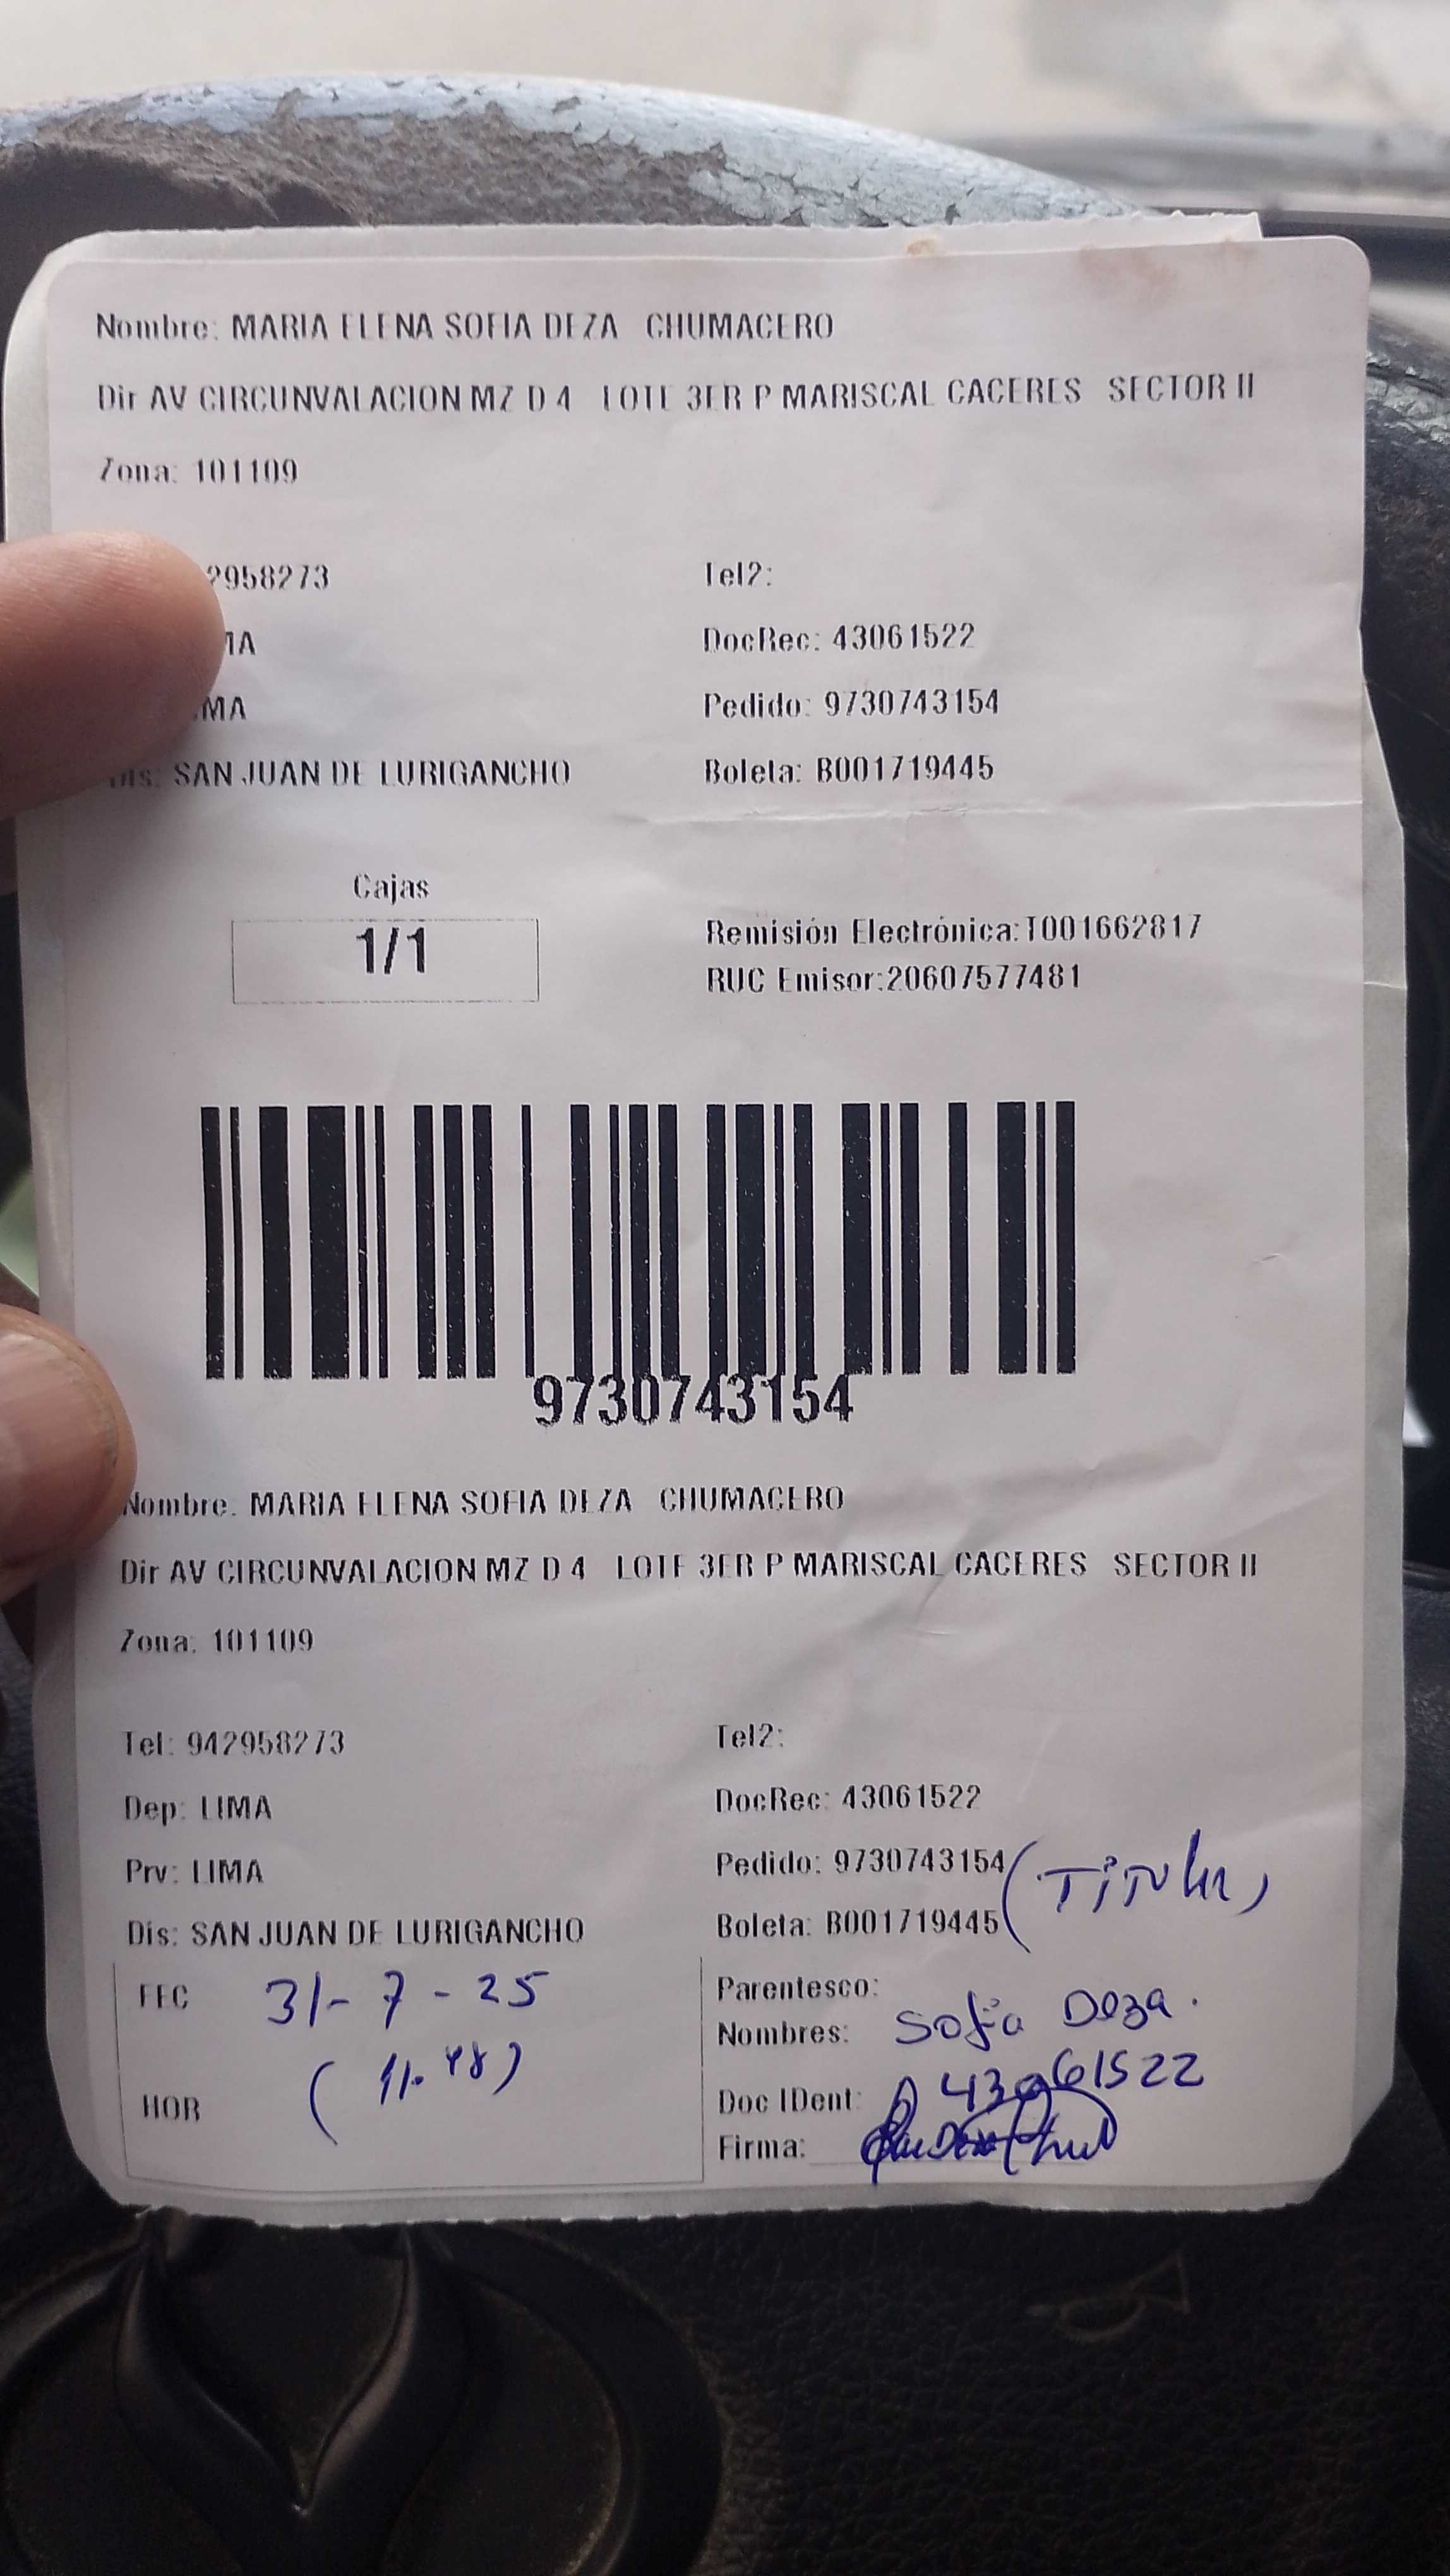 Nombre: MARIA ELENA SOFIA DEZA CHUMACERO
Dir AV CIRCUNVALACION MZ D 4 LOTE 3ER P MARISCAL CACERES SECTOR II
Zona: 101109
2958273 Tel2:
MA DocRec: 43061522
MA Pedido: 9730743154
Dis: SAN JUAN DE LURIGANCHO Boleta: B001719445
Cajas
1/1
Remisión Electrónica:T001662817
RUC Emisor:20607577481
9730743154
Nombre. MARIA ELENA SOFIA DEZA CHUMACERO
Dir AV CIRCUNVALACION MZ D 4 LOTE 3ER P MARISCAL CACERES SECTOR II
Zona: 101109
Tel: 942958273 Tel2:
Dep: LIMA DocRec: 43061522
Prv: LIMA Pedido: 9730743154 (Titular)
Dis: SAN JUAN DE LURIGANCHO Boleta: B001719445
FEC 31-7-25 Parentesco:
Nombres: Sofia Deza.
HOR (11.48) Doc IDent: 43061522
Firma: